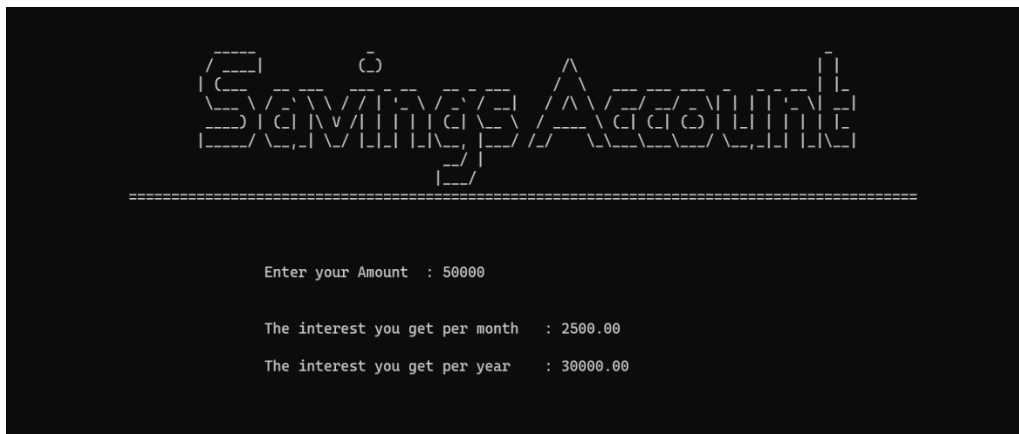 Savings Account
=============================================================================================
Enter your Amount : 50000
The interest you get per month : 2500.00
The interest you get per year : 30000.00